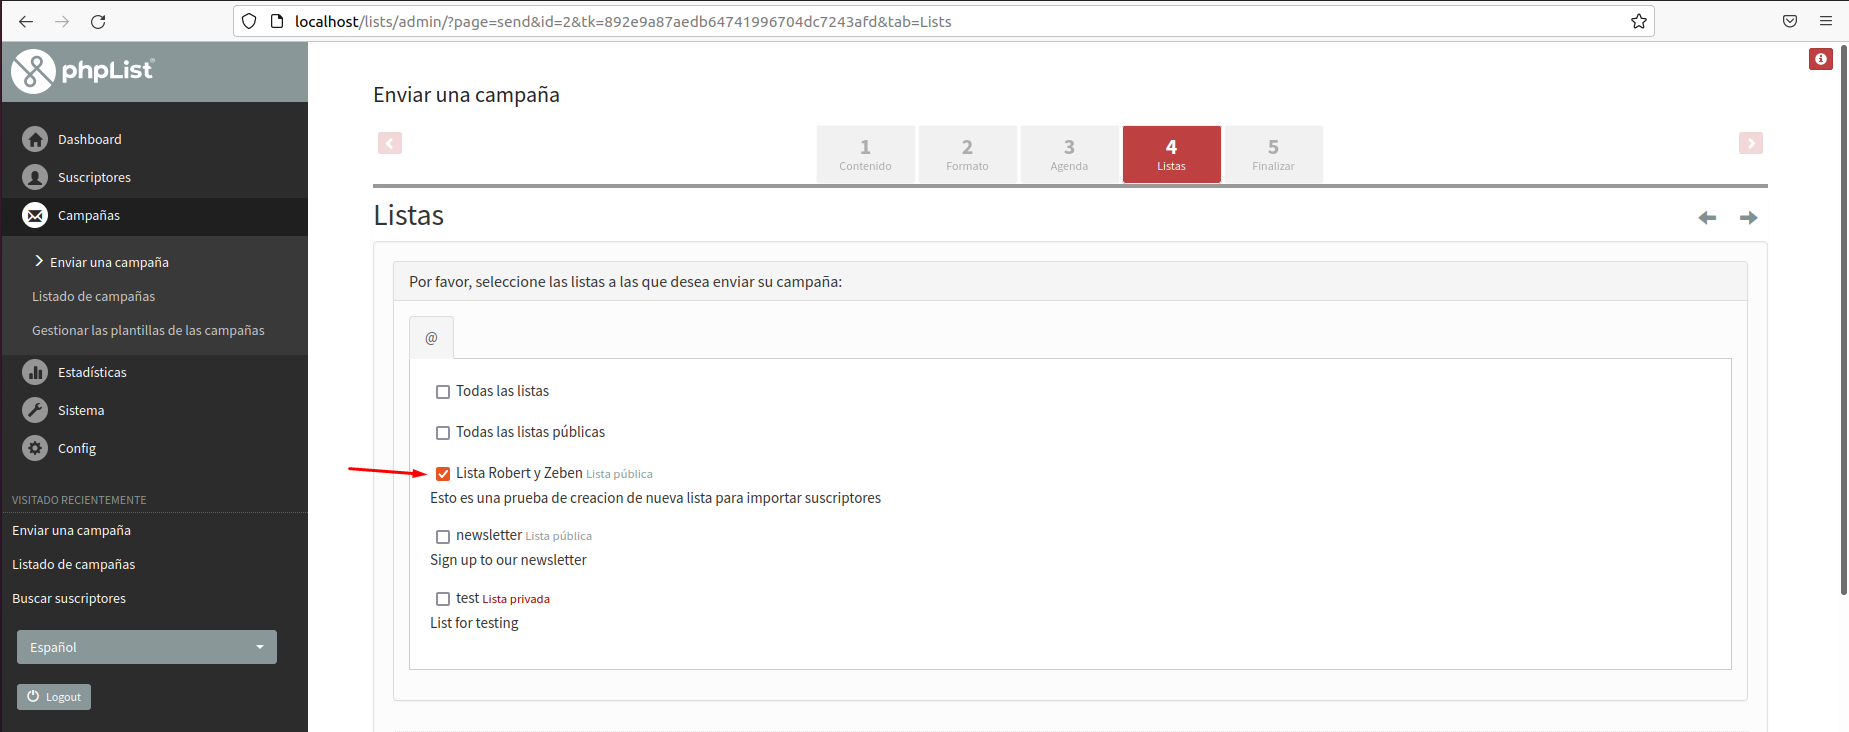 localhost/lists/admin/?page=send&id=2&tk=892e9a87aedb64741996704dc7243afd&tab=Lists
phpList
Dashboard
Suscriptores
Campañas
Enviar una campaña
Listado de campañas
Gestionar las plantillas de las campañas
Estadísticas
Sistema
Config
VISITADO RECIENTEMENTE
Enviar una campaña
Listado de campañas
Buscar suscriptores
Español
Logout
Enviar una campaña
1
Contenido
2
Formato
3
Agenda
4
Listas
5
Finalizar
Listas
Por favor, seleccione las listas a las que desea enviar su campaña:
@
Todas las listas
Todas las listas públicas
Lista Robert y Zeben Lista pública
Esto es una prueba de creacion de nueva lista para importar suscriptores
newsletter Lista pública
Sign up to our newsletter
test Lista privada
List for testing